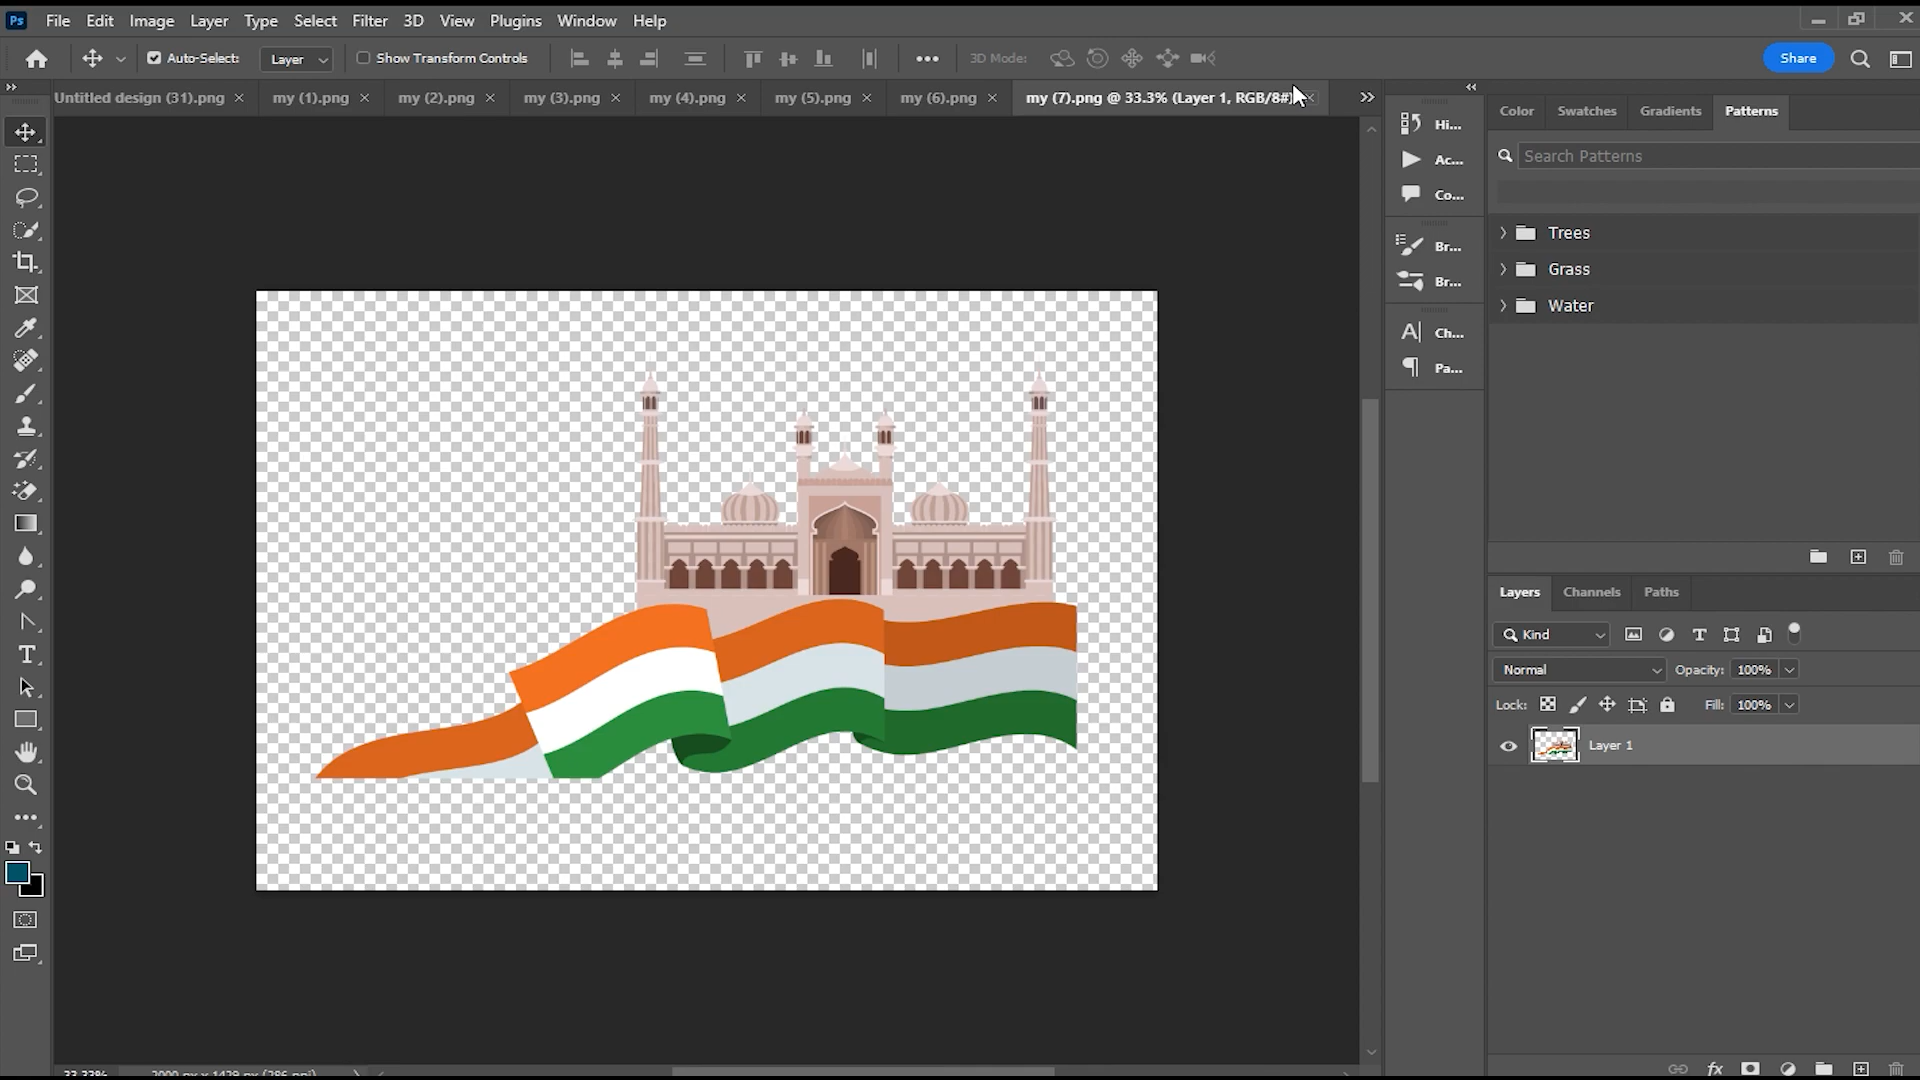 Ps File Edit Image Layer Type Select Filter 3D View Plugins Window Help
Auto-Select: Layer Show Transform Controls 3D Mode: Share
Untitled design (31).png my (1).png my (2).png my (3).png my (4).png my (5).png my (6).png my (7).png @ 33.3% (Layer 1, RGB/8#)
Hi...
Ac...
Co...
Br...
Br...
Ch...
Pa...
Color Swatches Gradients Patterns
Search Patterns
Trees
Grass
Water
Layers Channels Paths
Kind
Normal Opacity: 100%
Lock: Fill: 100%
Layer 1
33.33% 2000 px x 1429 px (286 ppi)